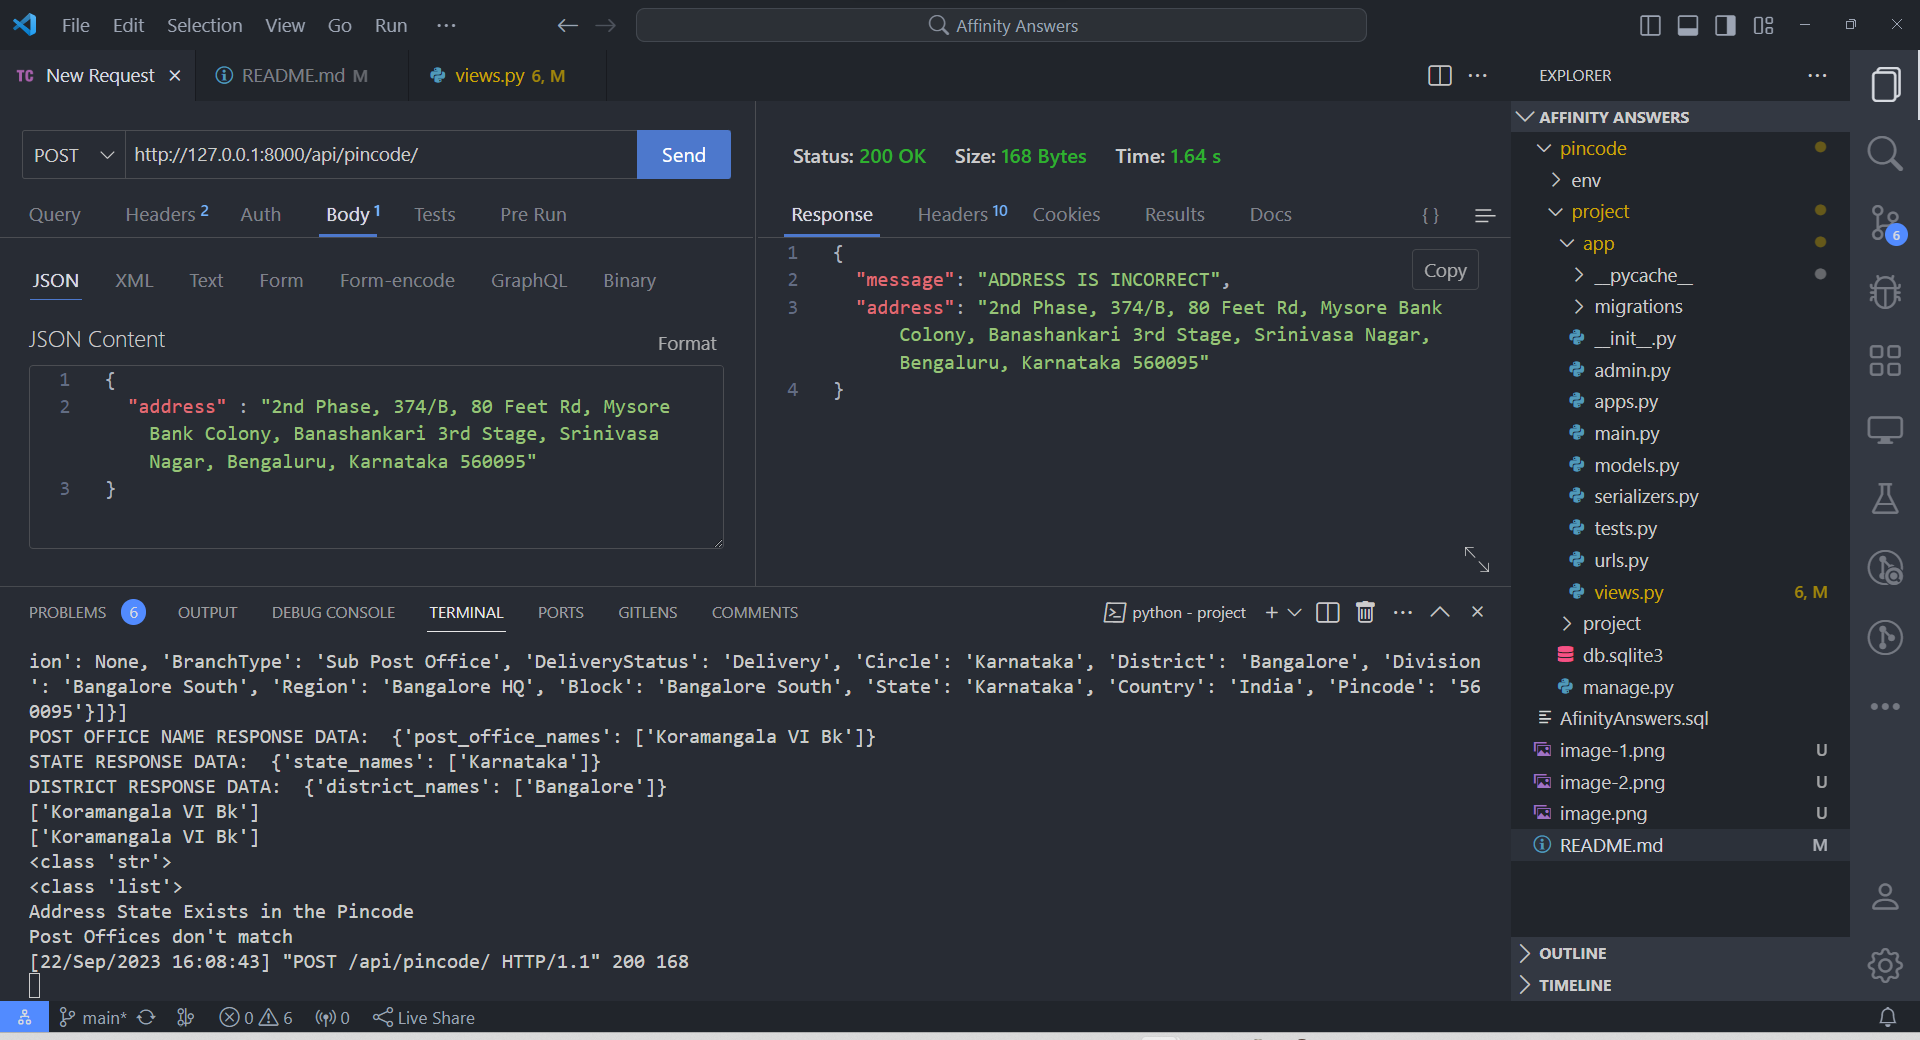 File Edit Selection View Go Run ···
Affinity Answers
TC New Request
README.md M
views.py 6, M
EXPLORER
POST http://127.0.0.1:8000/api/pincode/ Send
Query Headers 2 Auth Body 1 Tests Pre Run
JSON XML Text Form Form-encode GraphQL Binary
JSON Content
Format
1 {
2 "address" : "2nd Phase, 374/B, 80 Feet Rd, Mysore
Bank Colony, Banashankari 3rd Stage, Srinivasa
Nagar, Bengaluru, Karnataka 560095"
3 }
Status: 200 OK Size: 168 Bytes Time: 1.64 s
Response Headers 10 Cookies Results Docs { }
Copy
1 {
2 "message": "ADDRESS IS INCORRECT",
3 "address": "2nd Phase, 374/B, 80 Feet Rd, Mysore Bank
Colony, Banashankari 3rd Stage, Srinivasa Nagar,
Bengaluru, Karnataka 560095"
4 }
PROBLEMS 6 OUTPUT DEBUG CONSOLE TERMINAL PORTS GITLENS COMMENTS
python - project
ion': None, 'BranchType': 'Sub Post Office', 'DeliveryStatus': 'Delivery', 'Circle': 'Karnataka', 'District': 'Bangalore', 'Division
': 'Bangalore South', 'Region': 'Bangalore HQ', 'Block': 'Bangalore South', 'State': 'Karnataka', 'Country': 'India', 'Pincode': '56
0095'}]}]
POST OFFICE NAME RESPONSE DATA:  {'post_office_names': ['Koramangala VI Bk']}
STATE RESPONSE DATA:  {'state_names': ['Karnataka']}
DISTRICT RESPONSE DATA:  {'district_names': ['Bangalore']}
['Koramangala VI Bk']
['Koramangala VI Bk']
<class 'str'>
<class 'list'>
Address State Exists in the Pincode
Post Offices don't match
[22/Sep/2023 16:08:43] "POST /api/pincode/ HTTP/1.1" 200 168
AFFINITY ANSWERS
pincode
env
project
app
__pycache__
migrations
__init__.py
admin.py
apps.py
main.py
models.py
serializers.py
tests.py
urls.py
views.py 6, M
project
db.sqlite3
manage.py
AfinityAnswers.sql
image-1.png U
image-2.png U
image.png U
README.md M
OUTLINE
TIMELINE
6
main* 0 6 0 Live Share